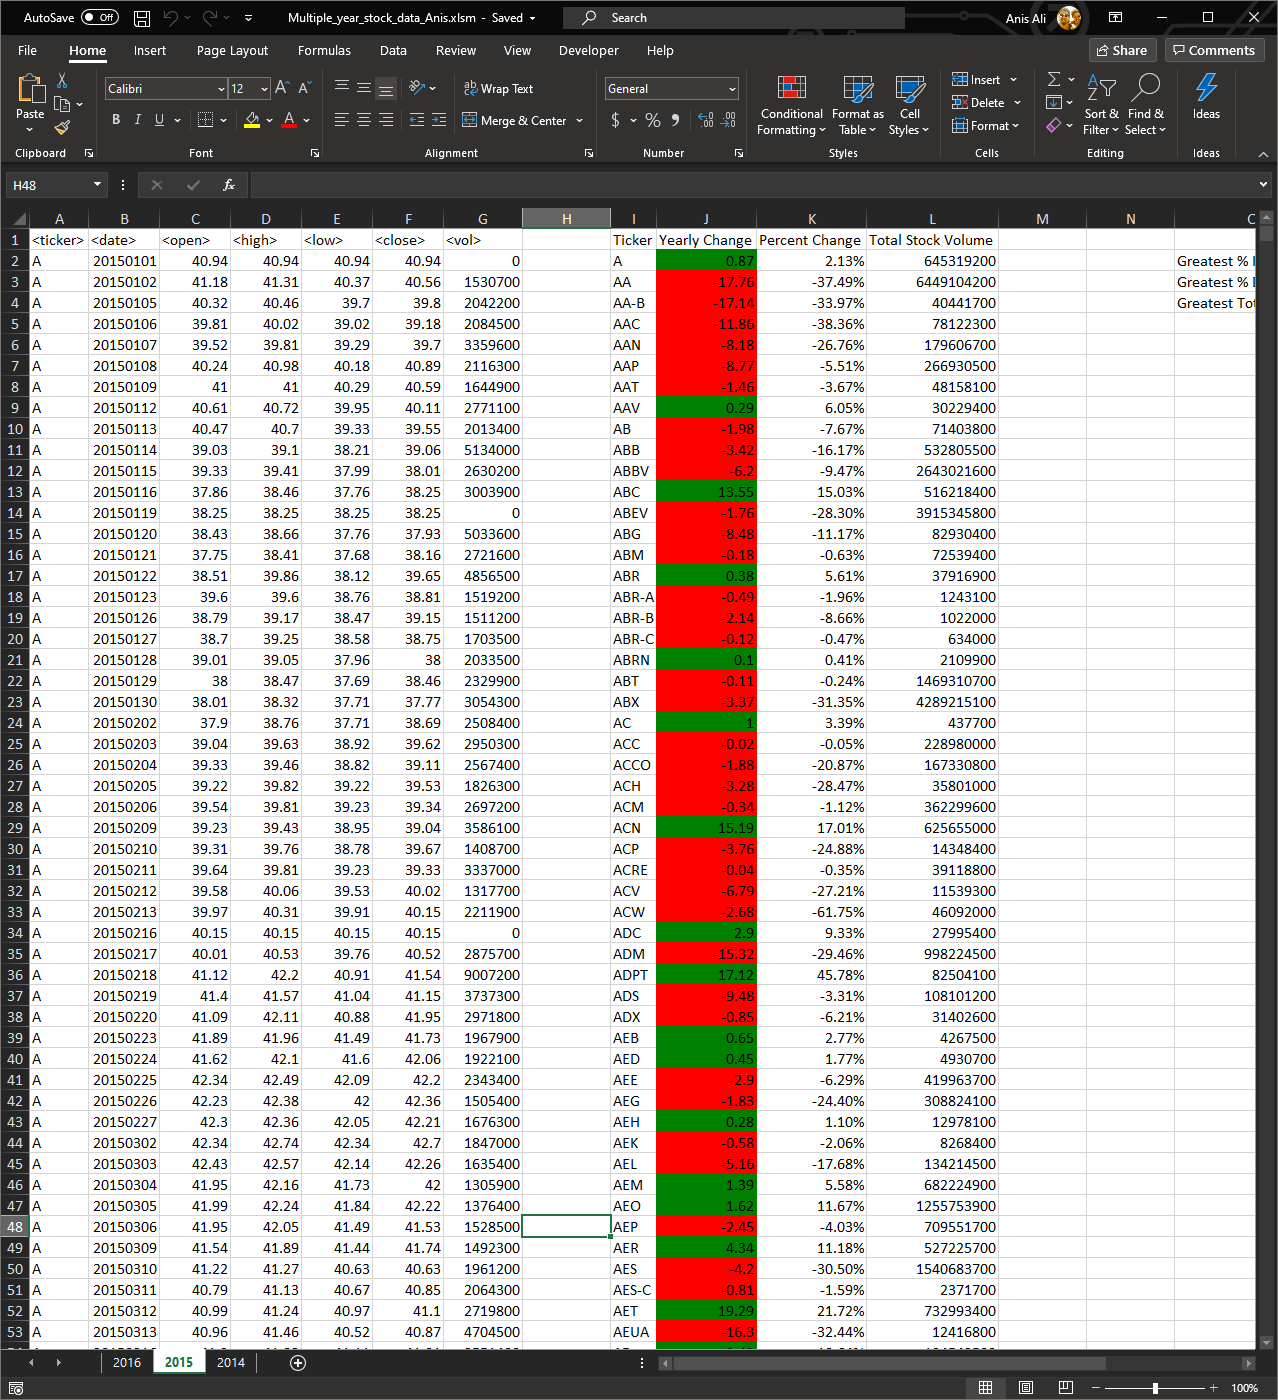 AutoSave Off Multiple_year_stock_data_Anis.xlsm - Saved Search Anis Ali
File Home Insert Page Layout Formulas Data Review View Developer Help Share Comments
Paste Calibri 12 Wrap Text General Conditional Formatting Format as Table Cell Styles Insert Sort & Filter Find & Select Ideas
B I U Merge & Center $ % Delete
Format
Clipboard Font Alignment Number Styles Cells Editing Ideas
H48 fx
A B C D E F G H I J K L M N
1 <ticker> <date> <open> <high> <low> <close> <vol> Ticker Yearly Change Percent Change Total Stock Volume
2 A 20150101 40.94 40.94 40.94 40.94 0 A 0.87 2.13% 645319200 Greatest %
3 A 20150102 41.18 41.31 40.37 40.56 1530700 AA -17.76 -37.49% 6449104200 Greatest %
4 A 20150105 40.32 40.46 39.7 39.8 2042200 AA-B -17.14 -33.97% 40441700 Greatest Tot
5 A 20150106 39.81 40.02 39.02 39.18 2084500 AAC -11.86 -38.36% 78122300
6 A 20150107 39.52 39.81 39.29 39.7 3359600 AAN -8.18 -26.76% 179606700
7 A 20150108 40.24 40.98 40.18 40.89 2116300 AAP -8.77 -5.51% 266930500
8 A 20150109 41 41 40.29 40.59 1644900 AAT -1.46 -3.67% 48158100
9 A 20150112 40.61 40.72 39.95 40.11 2771100 AAV 0.29 6.05% 30229400
10 A 20150113 40.47 40.7 39.33 39.55 2013400 AB -1.98 -7.67% 71403800
11 A 20150114 39.03 39.1 38.21 39.06 5134000 ABB -3.42 -16.17% 532805500
12 A 20150115 39.33 39.41 37.99 38.01 2630200 ABBV -6.2 -9.47% 2643021600
13 A 20150116 37.86 38.46 37.76 38.25 3003900 ABC 13.55 15.03% 516218400
14 A 20150119 38.25 38.25 38.25 38.25 0 ABEV -1.76 -28.30% 3915345800
15 A 20150120 38.43 38.66 37.76 37.93 5033600 ABG -8.48 -11.17% 82930400
16 A 20150121 37.75 38.41 37.68 38.16 2721600 ABM -0.18 -0.63% 72539400
17 A 20150122 38.51 39.86 38.12 39.65 4856500 ABR 0.38 5.61% 37916900
18 A 20150123 39.6 39.6 38.76 38.81 1519200 ABR-A -0.49 -1.96% 1243100
19 A 20150126 38.79 39.17 38.47 39.15 1511200 ABR-B -2.14 -8.66% 1022000
20 A 20150127 38.7 39.25 38.58 38.75 1703500 ABR-C -0.12 -0.47% 634000
21 A 20150128 39.01 39.05 37.96 38 2033500 ABRN 0.1 0.41% 2109900
22 A 20150129 38 38.47 37.69 38.46 2329900 ABT -0.11 -0.24% 1469310700
23 A 20150130 38.01 38.32 37.71 37.77 3054300 ABX -3.37 -31.35% 4289215100
24 A 20150202 37.9 38.76 37.71 38.69 2508400 AC 1 3.39% 437700
25 A 20150203 39.04 39.63 38.92 39.62 2950300 ACC -0.02 -0.05% 228980000
26 A 20150204 39.33 39.46 38.82 39.11 2567400 ACCO -1.88 -20.87% 167330800
27 A 20150205 39.22 39.82 39.22 39.53 1826300 ACH -3.28 -28.47% 35801000
28 A 20150206 39.54 39.81 39.23 39.34 2697200 ACM -0.34 -1.12% 362299600
29 A 20150209 39.23 39.43 38.95 39.04 3586100 ACN 15.19 17.01% 625655000
30 A 20150210 39.31 39.76 38.78 39.67 1408700 ACP -3.76 -24.88% 14348400
31 A 20150211 39.64 39.81 39.23 39.33 3337000 ACRE -0.04 -0.35% 39118800
32 A 20150212 39.58 40.06 39.53 40.02 1317700 ACV -6.79 -27.21% 11539300
33 A 20150213 39.97 40.31 39.91 40.15 2211900 ACW -2.68 -61.75% 46092000
34 A 20150216 40.15 40.15 40.15 40.15 0 ADC 2.9 9.33% 27995400
35 A 20150217 40.01 40.53 39.76 40.52 2875700 ADM -15.32 -29.46% 998224500
36 A 20150218 41.12 42.2 40.91 41.54 9007200 ADPT 17.12 45.78% 82504100
37 A 20150219 41.4 41.57 41.04 41.15 3737300 ADS -9.48 -3.31% 108101200
38 A 20150220 41.09 42.11 40.88 41.95 2971800 ADX -0.85 -6.21% 31402600
39 A 20150223 41.89 41.96 41.49 41.73 1967900 AEB 0.65 2.77% 4267500
40 A 20150224 41.62 42.1 41.6 42.06 1922100 AED 0.45 1.77% 4930700
41 A 20150225 42.34 42.49 42.09 42.2 2343400 AEE -2.9 -6.29% 419963700
42 A 20150226 42.23 42.38 42 42.36 1505400 AEG -1.83 -24.40% 308824100
43 A 20150227 42.3 42.36 42.05 42.21 1676300 AEH 0.28 1.10% 12978100
44 A 20150302 42.34 42.74 42.34 42.7 1847000 AEK -0.58 -2.06% 8268400
45 A 20150303 42.43 42.57 42.14 42.26 1635400 AEL -5.16 -17.68% 134214500
46 A 20150304 41.95 42.16 41.73 42 1305900 AEM 1.39 5.58% 682224900
47 A 20150305 41.99 42.24 41.84 42.22 1376400 AEO 1.62 11.67% 1255753900
48 A 20150306 41.95 42.05 41.49 41.53 1528500 AEP -2.45 -4.03% 709551700
49 A 20150309 41.54 41.89 41.44 41.74 1492300 AER 4.34 11.18% 527225700
50 A 20150310 41.22 41.27 40.63 40.63 1961200 AES -4.2 -30.50% 1540683700
51 A 20150311 40.79 41.13 40.67 40.85 2064300 AES-C -0.81 -1.59% 2371700
52 A 20150312 40.99 41.24 40.97 41.1 2719800 AET 19.29 21.72% 732993400
53 A 20150313 40.96 41.46 40.52 40.87 4704500 AEUA -16.3 -32.44% 12416800
2016 2015 2014
100%